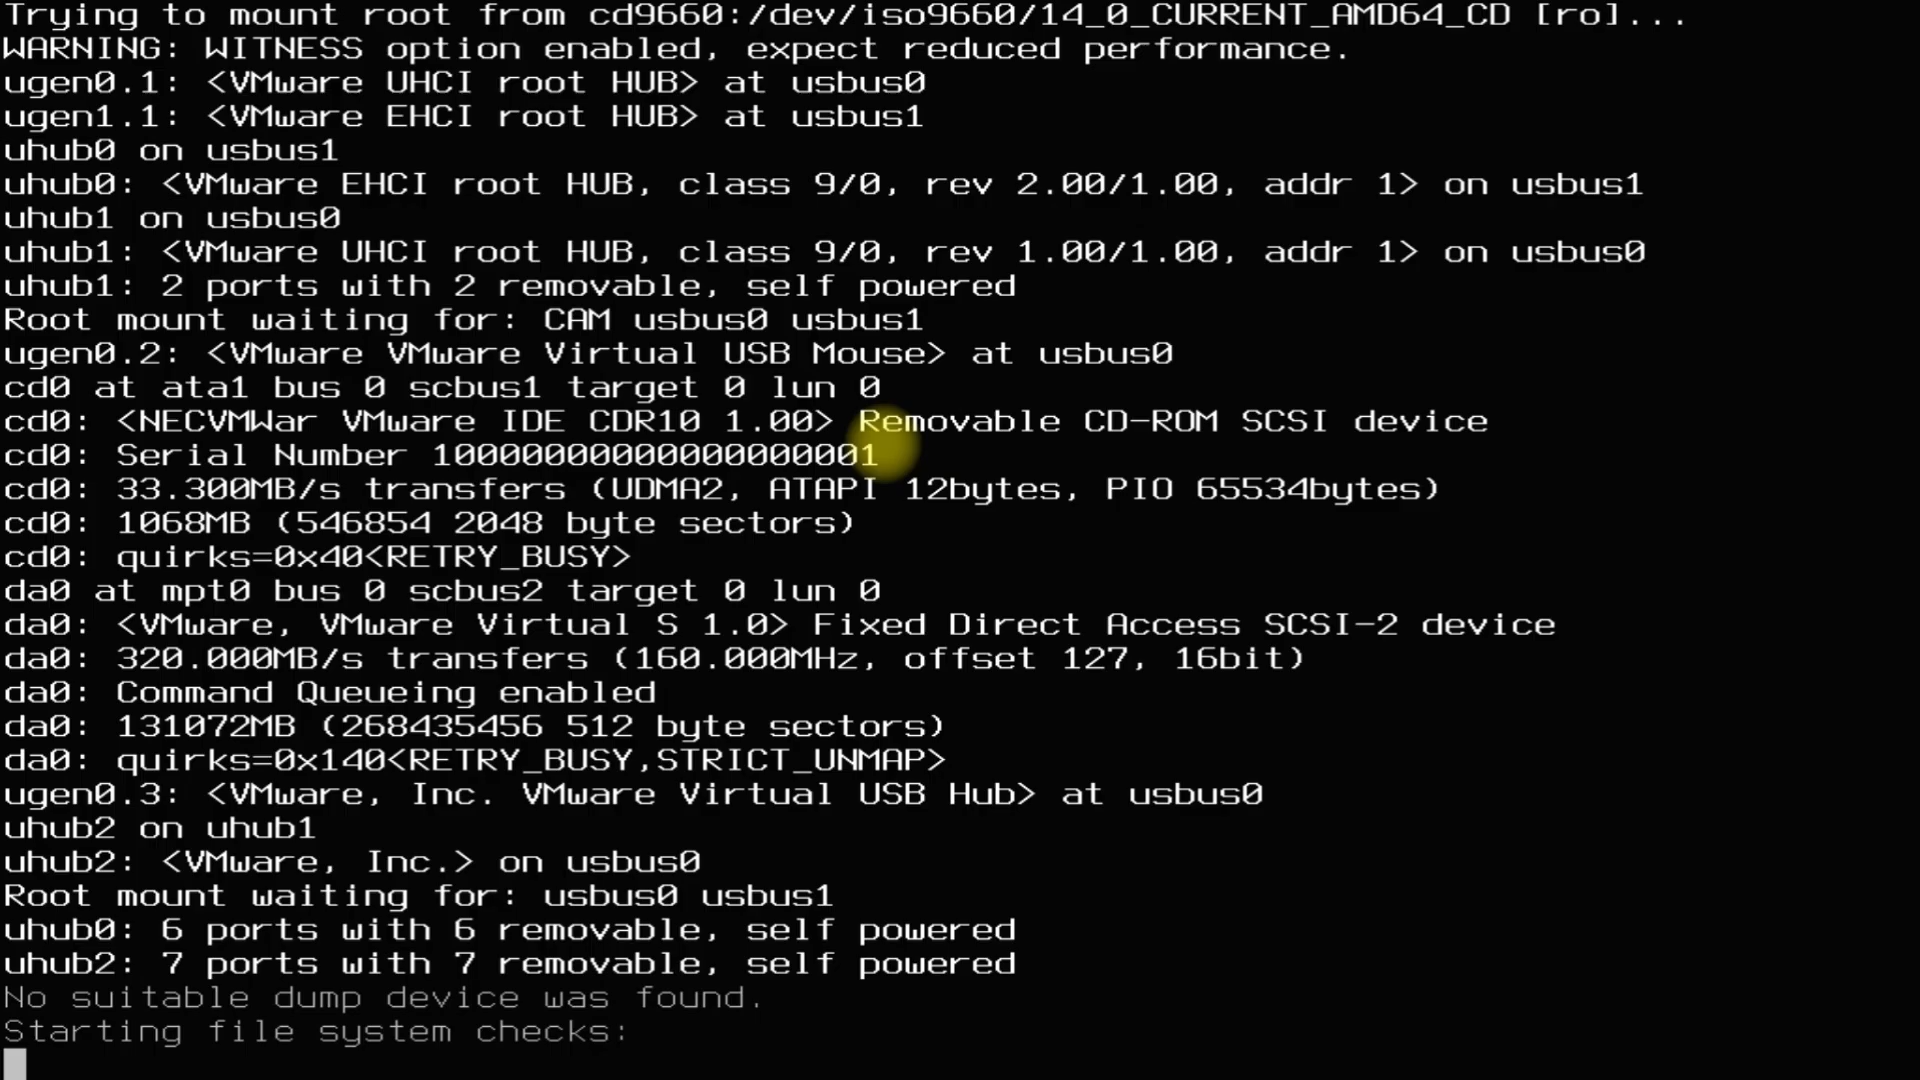 Trying to mount root from cd9660:/dev/iso9660/14_0_CURRENT_AMD64_CD [ro]...
WARNING: WITNESS option enabled, expect reduced performance.
ugen0.1: <VMware UHCI root HUB> at usbus0
ugen1.1: <VMware EHCI root HUB> at usbus1
uhub0 on usbus1
uhub0: <VMware EHCI root HUB, class 9/0, rev 2.00/1.00, addr 1> on usbus1
uhub1 on usbus0
uhub1: <VMware UHCI root HUB, class 9/0, rev 1.00/1.00, addr 1> on usbus0
uhub1: 2 ports with 2 removable, self powered
Root mount waiting for: CAM usbus0 usbus1
ugen0.2: <VMware VMware Virtual USB Mouse> at usbus0
cd0 at ata1 bus 0 scbus1 target 0 lun 0
cd0: <NECVMWar VMware IDE CDR10 1.00> Removable CD-ROM SCSI device
cd0: Serial Number 10000000000000000001
cd0: 33.300MB/s transfers (UDMA2, ATAPI 12bytes, PIO 65534bytes)
cd0: 1068MB (546854 2048 byte sectors)
cd0: quirks=0x40<RETRY_BUSY>
da0 at mpt0 bus 0 scbus2 target 0 lun 0
da0: <VMware, VMware Virtual S 1.0> Fixed Direct Access SCSI-2 device
da0: 320.000MB/s transfers (160.000MHz, offset 127, 16bit)
da0: Command Queueing enabled
da0: 131072MB (268435456 512 byte sectors)
da0: quirks=0x140<RETRY_BUSY,STRICT_UNMAP>
ugen0.3: <VMware, Inc. VMware Virtual USB Hub> at usbus0
uhub2 on uhub1
uhub2: <VMware, Inc.> on usbus0
Root mount waiting for: usbus0 usbus1
uhub0: 6 ports with 6 removable, self powered
uhub2: 7 ports with 7 removable, self powered
No suitable dump device was found.
Starting file system checks: